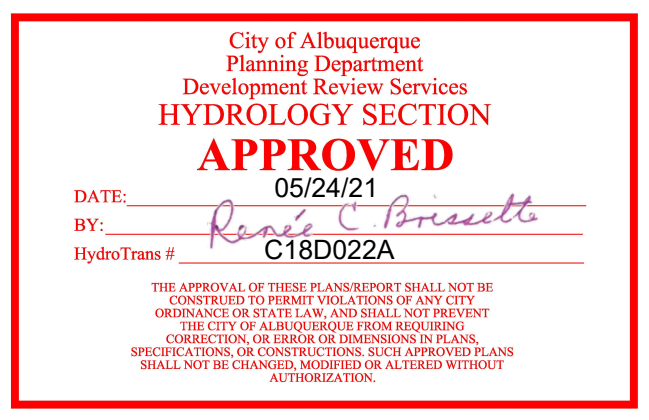 City of Albuquerque
Planning Department
Development Review Services
HYDROLOGY SECTION
APPROVED
DATE: 05/24/21
BY: Renée C. Brissette
HydroTrans # C18D022A
THE APPROVAL OF THESE PLANS/REPORT SHALL NOT BE
CONSTRUED TO PERMIT VIOLATIONS OF ANY CITY
ORDINANCE OR STATE LAW, AND SHALL NOT PREVENT
THE CITY OF ALBUQUERQUE FROM REQUIRING
CORRECTION, OR ERROR OR DIMENSIONS IN PLANS,
SPECIFICATIONS, OR CONSTRUCTIONS. SUCH APPROVED PLANS
SHALL NOT BE CHANGED, MODIFIED OR ALTERED WITHOUT
AUTHORIZATION.